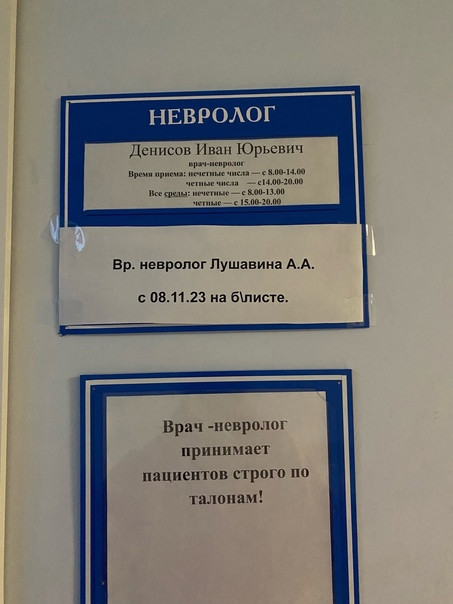 НЕВРОЛОГ
Денисов Иван Юрьевич
врач-невролог
Время приема: нечетные числа — с 8.00-14.00
четные числа — с14.00-20.00
Все среды: нечетные — с 8.00-13.00
четные — с 15.00-20.00
Вр. невролог Лушавина А.А.
с 08.11.23 на б\листе.
Врач -невролог
принимает
пациентов строго по
талонам!